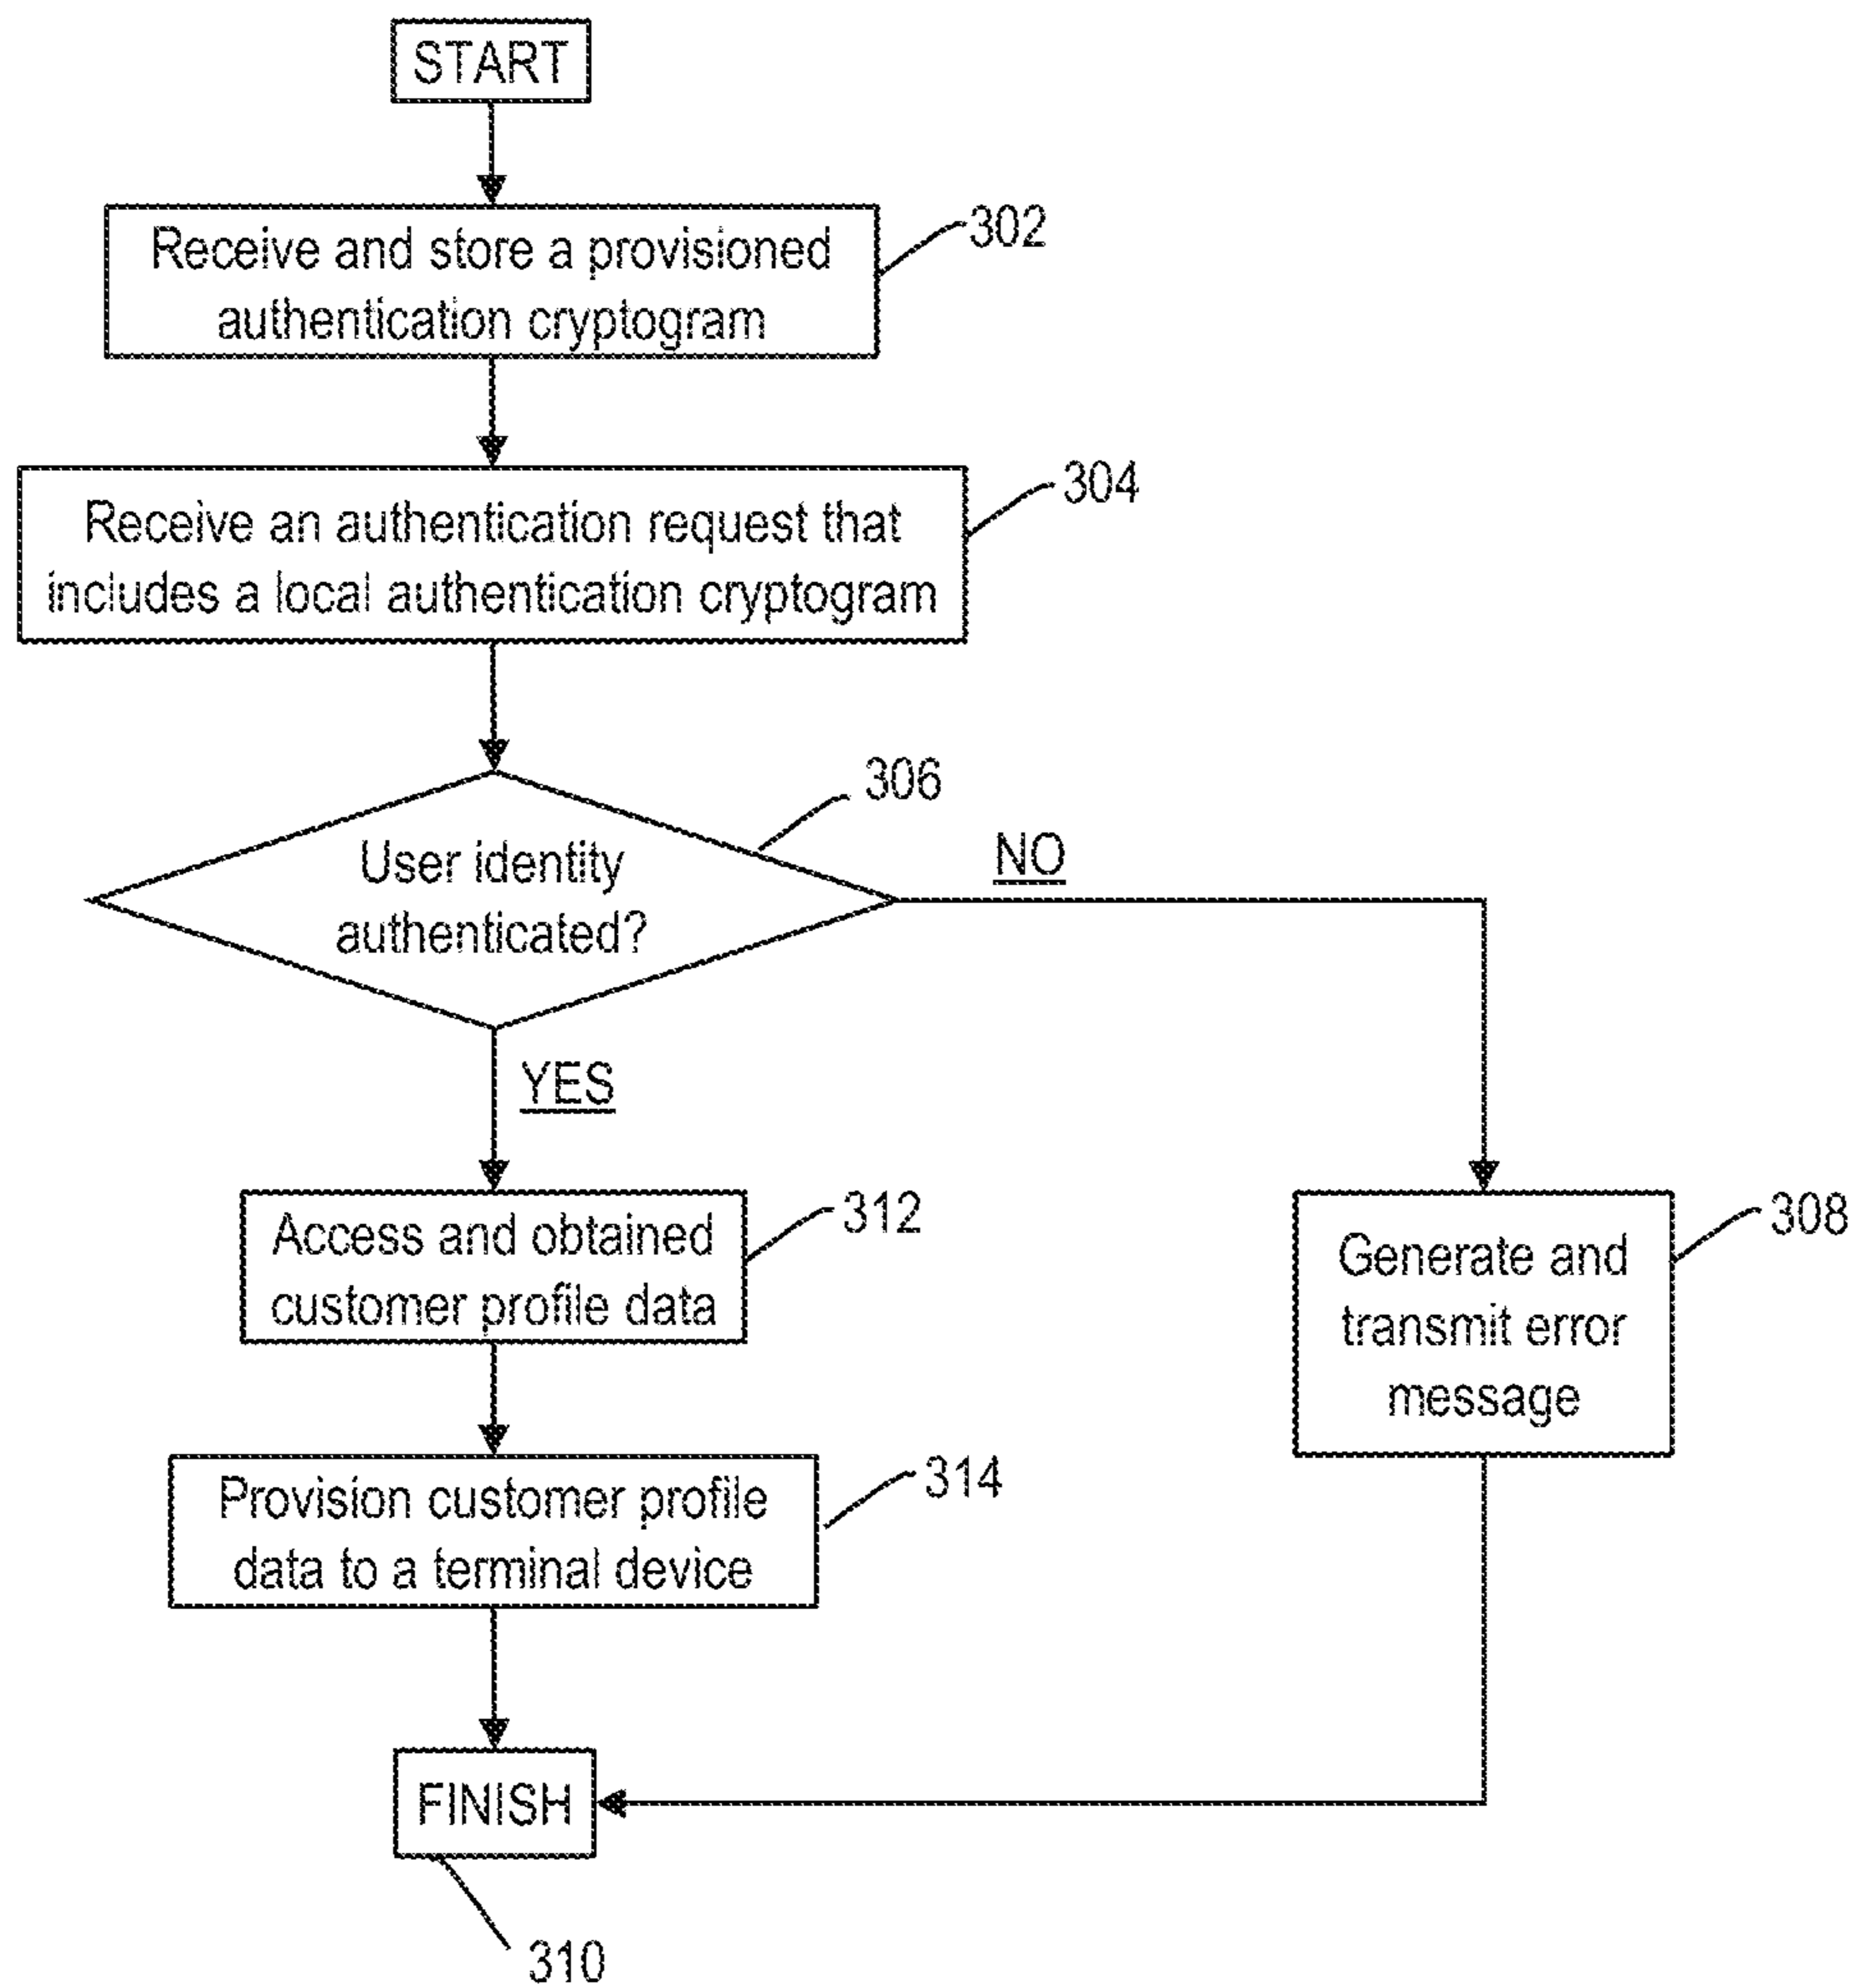 START
Receive and store a provisioned
authentication cryptogram
302
Receive an authentication request that
includes a local authentication cryptogram
304
User identity
authenticated?
306
NO
YES
Access and obtained
customer profile data
312
Generate and
transmit error
message
308
Provision customer profile
data to a terminal device
314
FINISH
310